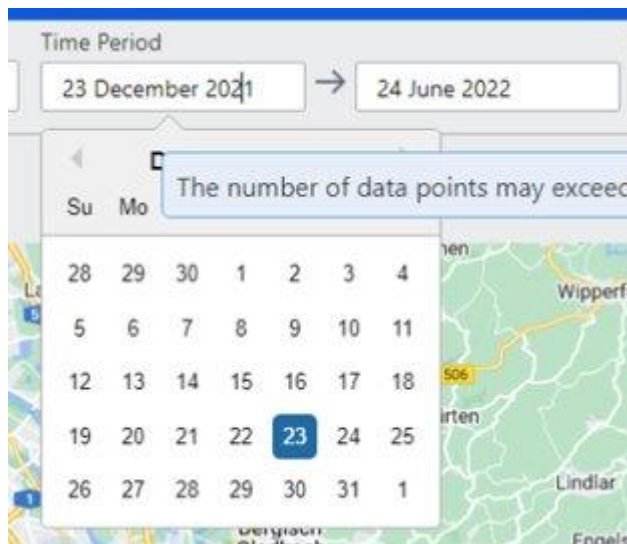 Time Period
23 December 2021 → 24 June 2022
The number of data points may exceed
Su Mo
28 29 30 1 2 3 4
5 6 7 8 9 10 11
12 13 14 15 16 17 18
19 20 21 22 23 24 25
26 27 28 29 30 31 1
Wipperf
506
Lindlar
1
Engels